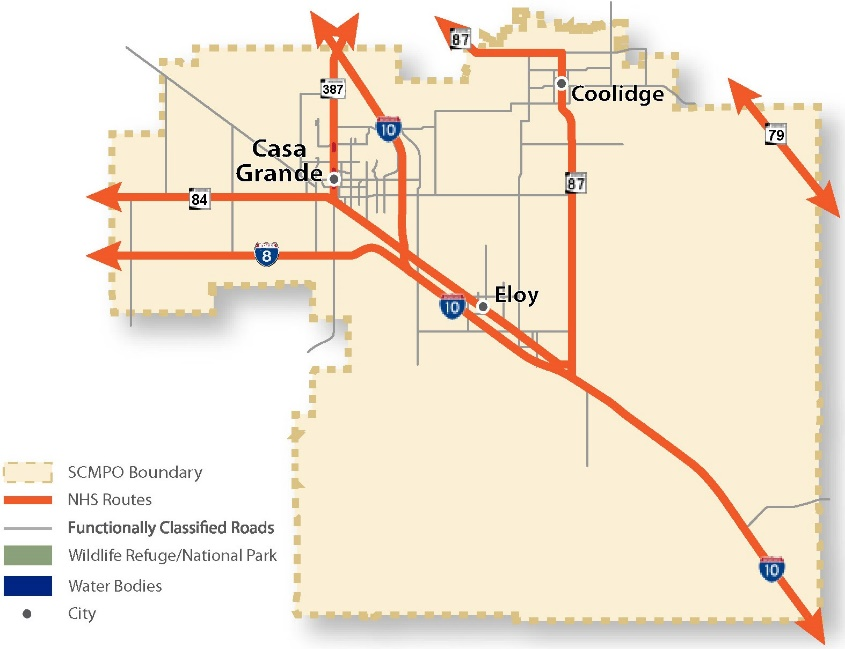 87
387
Coolidge
10
79
Casa
Grande
87
84
8
Eloy
10
SCMPO Boundary
NHS Routes
Functionally Classified Roads
Wildlife Refuge/National Park
Water Bodies
City
10